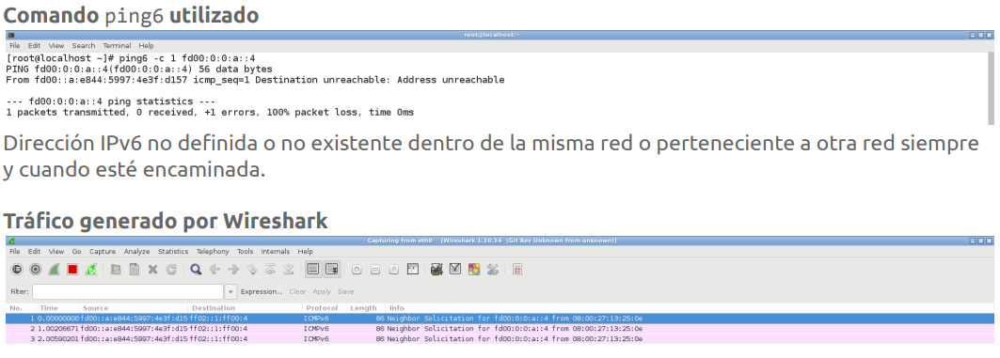 Comando ping6 utilizado
root@localhost:~
File Edit View Search Terminal Help
[root@localhost ~]# ping6 -c 1 fd00:0:0:a::4
PING fd00:0:0:a::4(fd00:0:0:a::4) 56 data bytes
From fd00::a:e844:5997:4e3f:d157 icmp_seq=1 Destination unreachable: Address unreachable
--- fd00:0:0:a::4 ping statistics ---
1 packets transmitted, 0 received, +1 errors, 100% packet loss, time 0ms
Dirección IPv6 no definida o no existente dentro de la misma red o perteneciente a otra red siempre
y cuando esté encaminada.
Tráfico generado por Wireshark
Capturing from eth0 [Wireshark 1.10.14 (Git Rev Unknown from unknown)]
File Edit View Go Capture Analyze Statistics Telephony Tools Internals Help
Filter: Expression... Clear Apply Save
No. Time Source Destination Protocol Length Info
1 0.00000000 fd00::a:e844:5997:4e3f:d15 ff02::1:ff00:4 ICMPv6 86 Neighbor Solicitation for fd00:0:0:a::4 from 08:00:27:13:25:0e
2 1.00206671 fd00::a:e844:5997:4e3f:d15 ff02::1:ff00:4 ICMPv6 86 Neighbor Solicitation for fd00:0:0:a::4 from 08:00:27:13:25:0e
3 2.00590201 fd00::a:e844:5997:4e3f:d15 ff02::1:ff00:4 ICMPv6 86 Neighbor Solicitation for fd00:0:0:a::4 from 08:00:27:13:25:0e